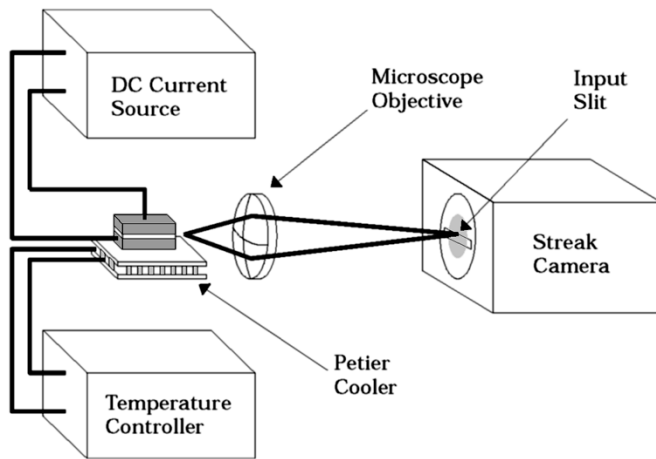 DC Current
Source
Microscope
Objective
Input
Slit
Streak
Camera
Petier
Cooler
Temperature
Controller